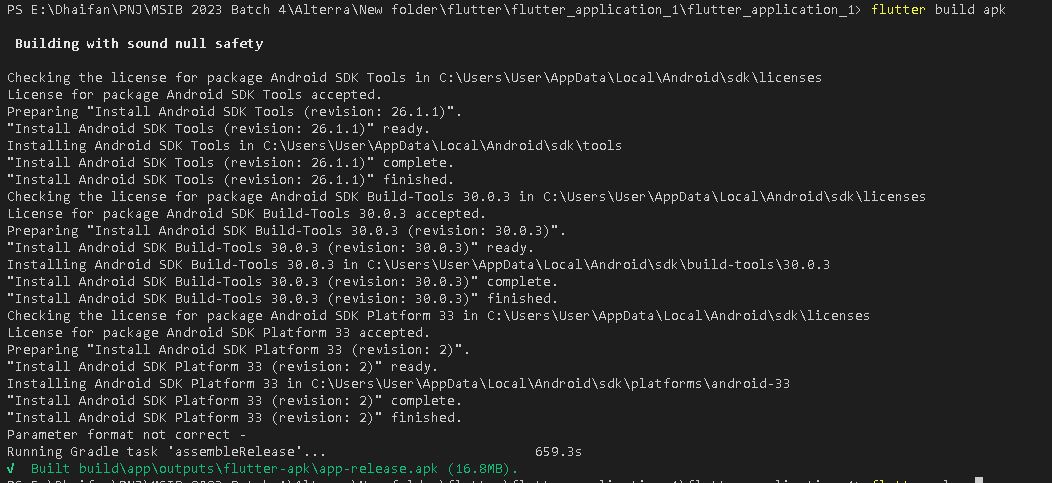 PS E:\Dhaifan\PNJ\MSIB 2023 Batch 4\Alterra\New folder\flutter\flutter_application_1\flutter_application_1> flutter build apk
Building with sound null safety
Checking the license for package Android SDK Tools in C:\Users\User\AppData\Local\Android\sdk\licenses
License for package Android SDK Tools accepted.
Preparing "Install Android SDK Tools (revision: 26.1.1)".
"Install Android SDK Tools (revision: 26.1.1)" ready.
Installing Android SDK Tools in C:\Users\User\AppData\Local\Android\sdk\tools
"Install Android SDK Tools (revision: 26.1.1)" complete.
"Install Android SDK Tools (revision: 26.1.1)" finished.
Checking the license for package Android SDK Build-Tools 30.0.3 in C:\Users\User\AppData\Local\Android\sdk\licenses
License for package Android SDK Build-Tools 30.0.3 accepted.
Preparing "Install Android SDK Build-Tools 30.0.3 (revision: 30.0.3)".
"Install Android SDK Build-Tools 30.0.3 (revision: 30.0.3)" ready.
Installing Android SDK Build-Tools 30.0.3 in C:\Users\User\AppData\Local\Android\sdk\build-tools\30.0.3
"Install Android SDK Build-Tools 30.0.3 (revision: 30.0.3)" complete.
"Install Android SDK Build-Tools 30.0.3 (revision: 30.0.3)" finished.
Checking the license for package Android SDK Platform 33 in C:\Users\User\AppData\Local\Android\sdk\licenses
License for package Android SDK Platform 33 accepted.
Preparing "Install Android SDK Platform 33 (revision: 2)".
"Install Android SDK Platform 33 (revision: 2)" ready.
Installing Android SDK Platform 33 in C:\Users\User\AppData\Local\Android\sdk\platforms\android-33
"Install Android SDK Platform 33 (revision: 2)" complete.
"Install Android SDK Platform 33 (revision: 2)" finished.
Parameter format not correct -
Running Gradle task 'assembleRelease'... 659.3s
√ Built build\app\outputs\flutter-apk\app-release.apk (16.8MB).